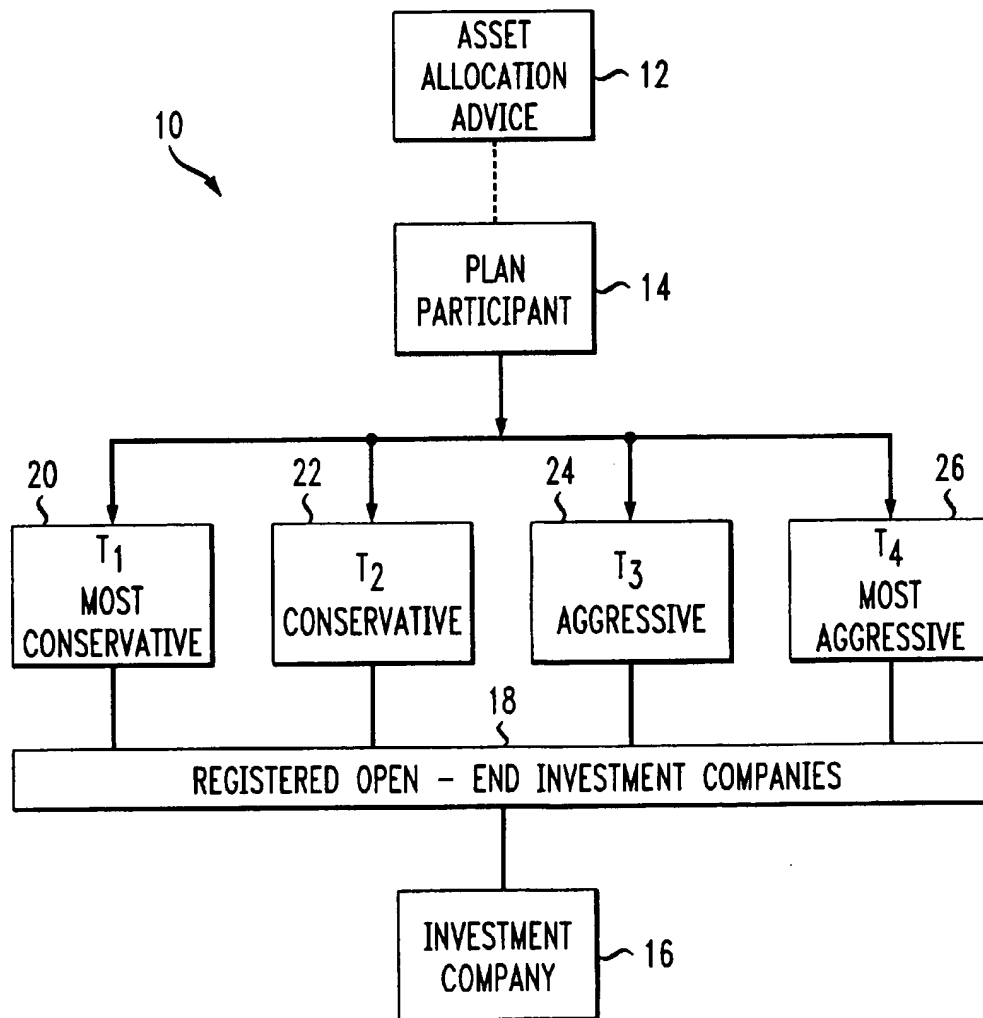 ASSET
ALLOCATION
ADVICE
12
10
PLAN
PARTICIPANT
14
20
22
24
26
T1
MOST
CONSERVATIVE
T2
CONSERVATIVE
T3
AGGRESSIVE
T4
MOST
AGGRESSIVE
18
REGISTERED OPEN - END INVESTMENT COMPANIES
INVESTMENT
COMPANY
16